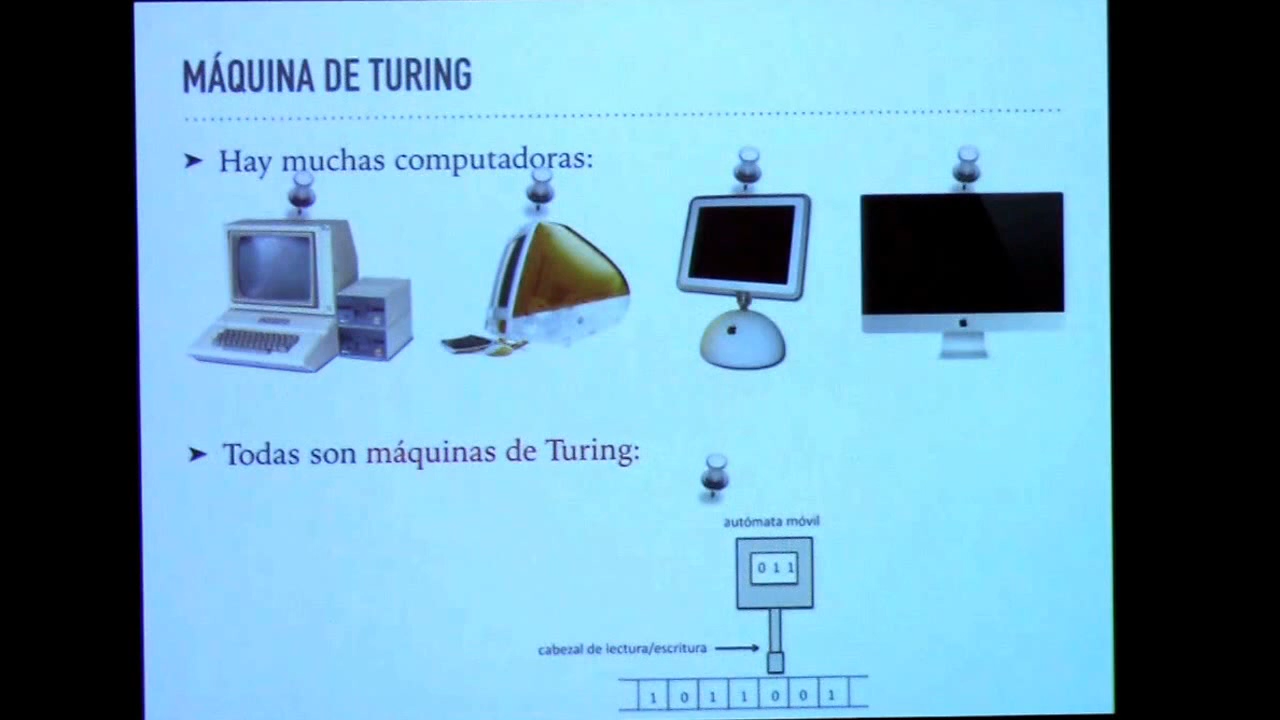 MÁQUINA DE TURING
➤ Hay muchas computadoras:
➤ Todas son máquinas de Turing:
autómata móvil
0 1 1
cabezal de lectura/escritura
1 0 1 1 0 0 1